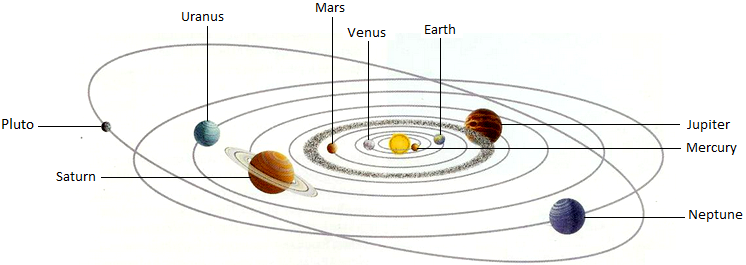 Mars
Uranus
Earth
Venus
Pluto
Jupiter
Mercury
Saturn
Neptune